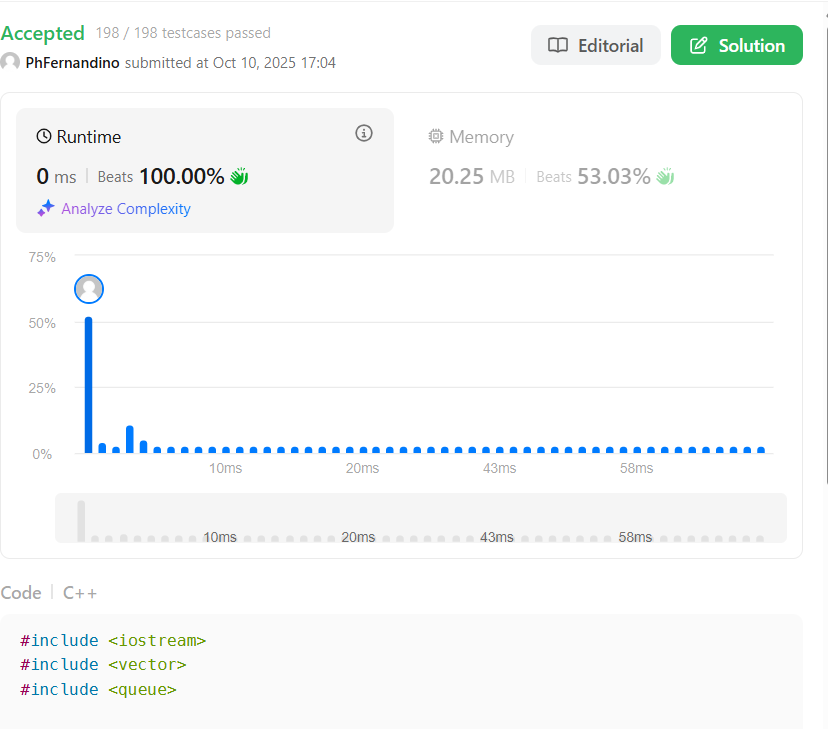 Accepted 198 / 198 testcases passed
PhFernandino submitted at Oct 10, 2025 17:04
Editorial
Solution
Runtime
0 ms | Beats 100.00%
Analyze Complexity
Memory
20.25 MB | Beats 53.03%
75%
50%
25%
0%
10ms 20ms 43ms 58ms
10ms 20ms 43ms 58ms
Code | C++
#include <iostream>
#include <vector>
#include <queue>